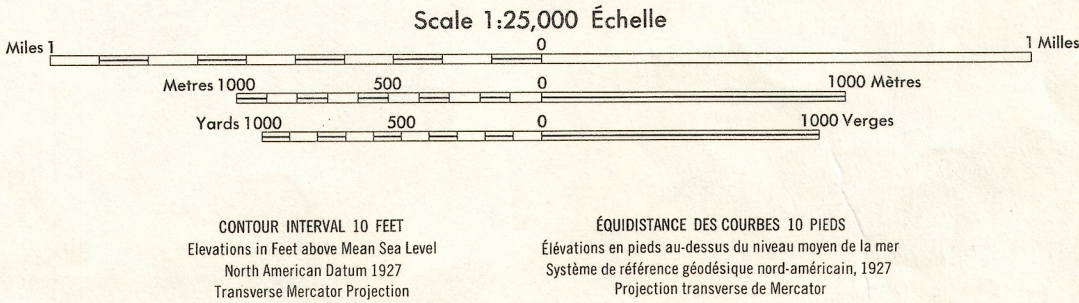 Scale 1:25,000 Échelle
Miles 1 0 1 Milles
Metres 1000 500 0 1000 Mètres
Yards 1000 500 0 1000 Verges
CONTOUR INTERVAL 10 FEET
Elevations in Feet above Mean Sea Level
North American Datum 1927
Transverse Mercator Projection
ÉQUIDISTANCE DES COURBES 10 PIEDS
Élévations en pieds au-dessus du niveau moyen de la mer
Système de référence géodésique nord-américain, 1927
Projection transverse de Mercator